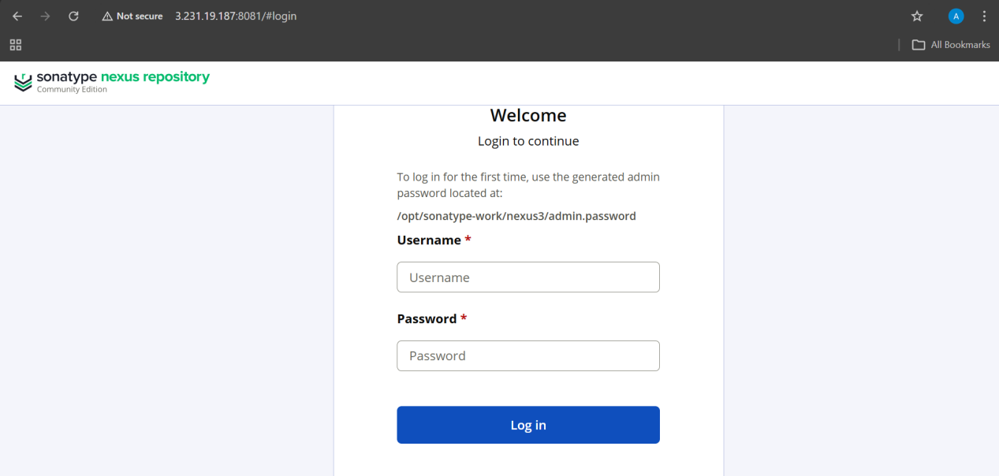 Not secure 3.231.19.187:8081/#login
A
All Bookmarks
sonatype nexus repository
Community Edition
Welcome
Login to continue
To log in for the first time, use the generated admin
password located at:
/opt/sonatype-work/nexus3/admin.password
Username *
Username
Password *
Password
Log in